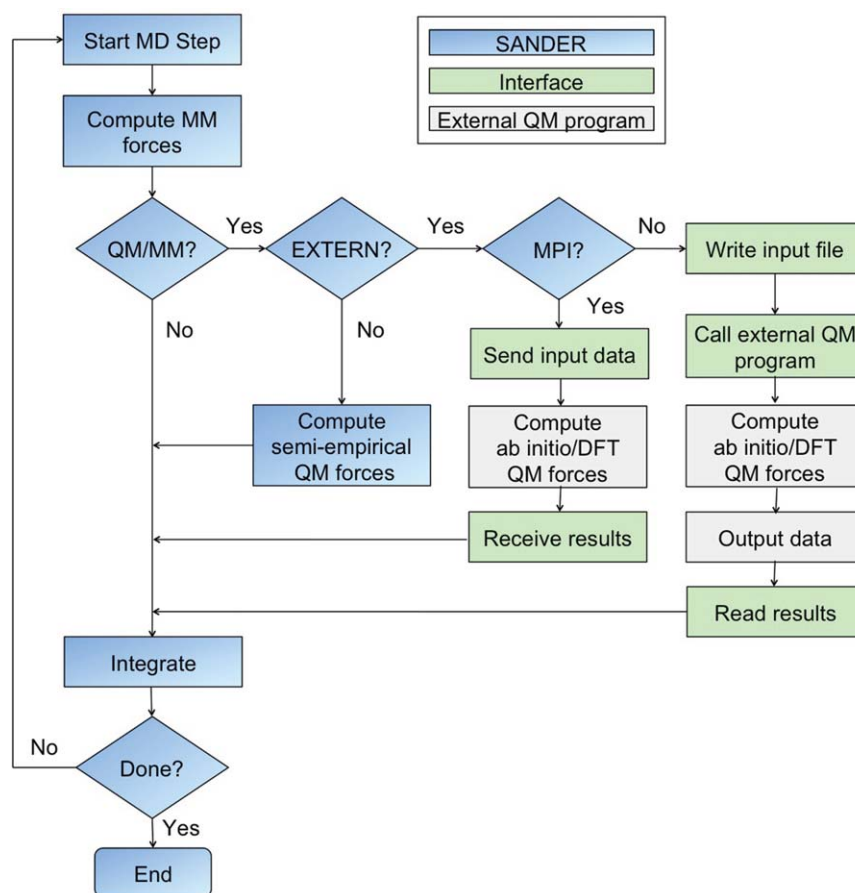 Start MD Step
SANDER
Interface
External QM program
Compute MM
forces
QM/MM?
Yes
EXTERN?
Yes
MPI?
No
Write input file
No
No
Yes
Send input data
Call external QM
program
Compute
semi-empirical
QM forces
Compute
ab initio/DFT
QM forces
Compute
ab initio/DFT
QM forces
Receive results
Output data
Read results
Integrate
No
Done?
Yes
End